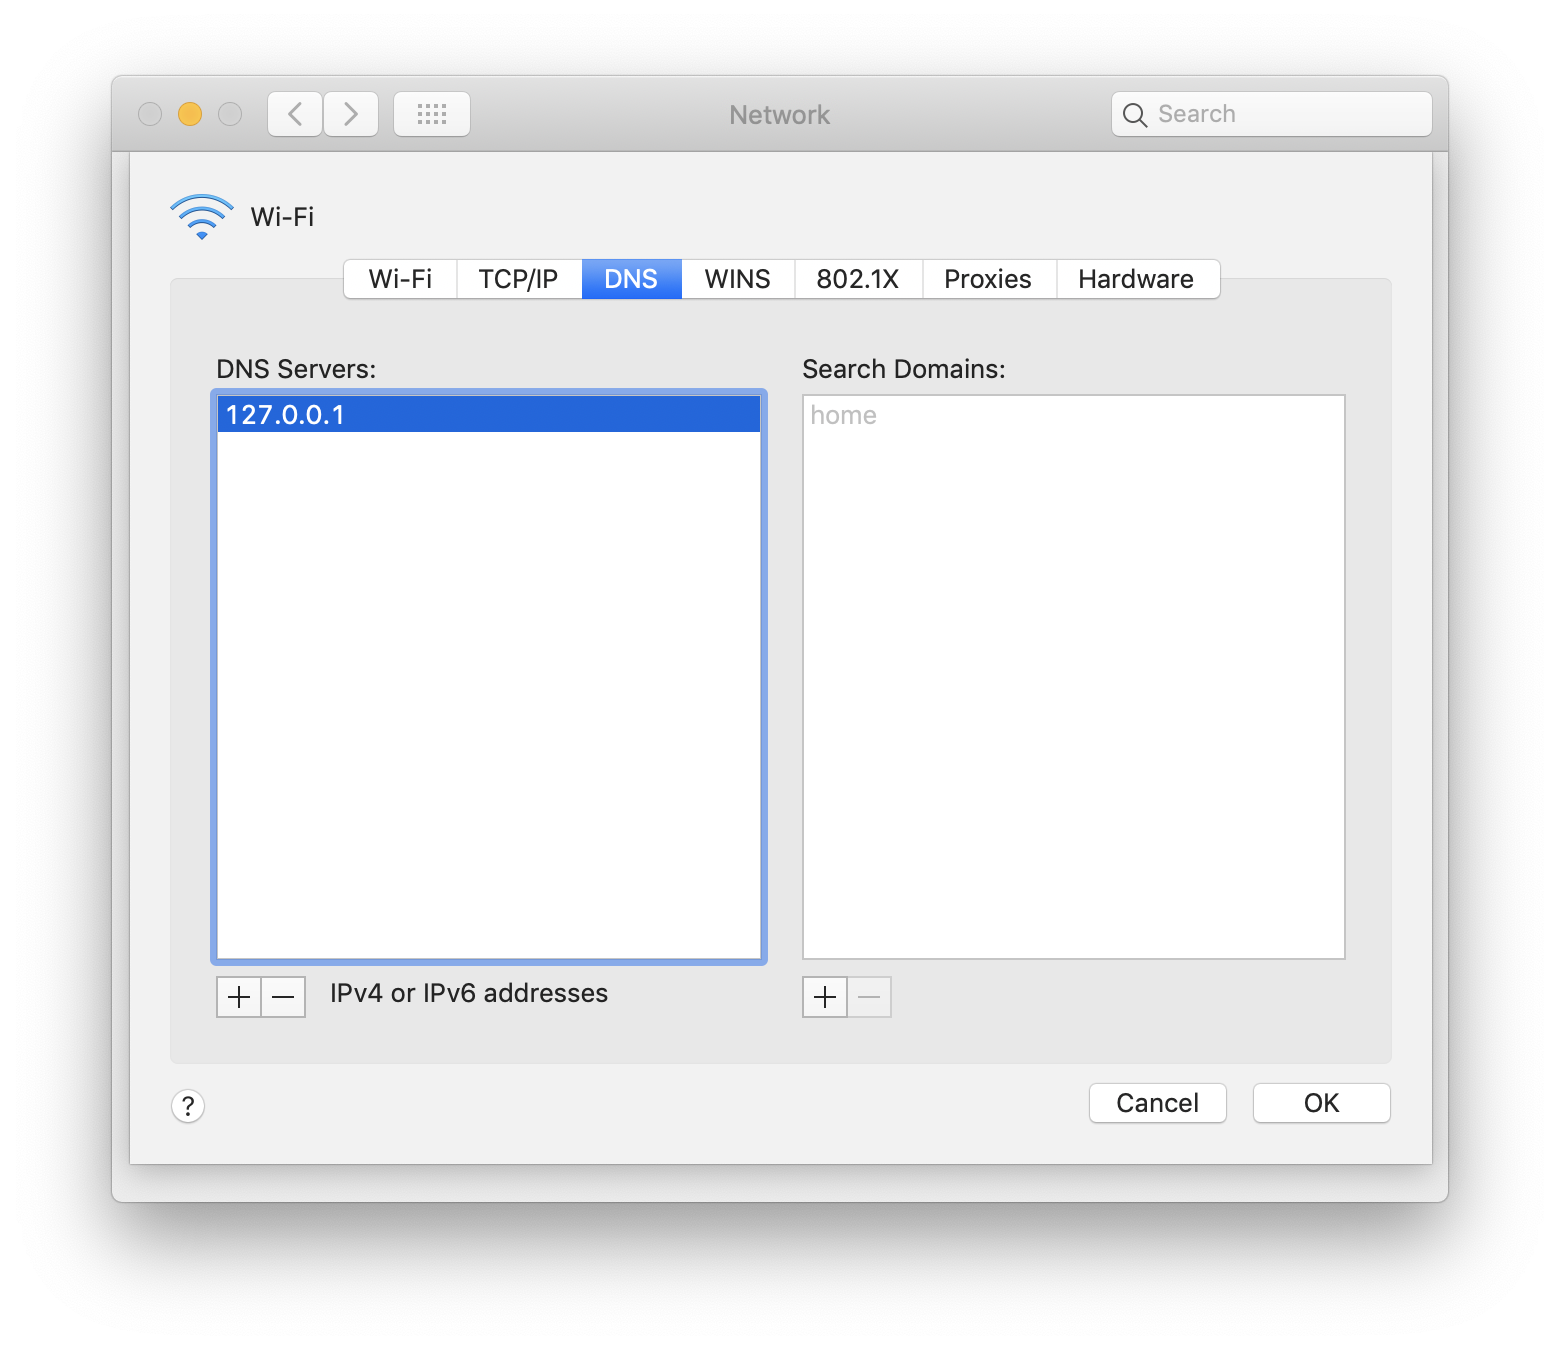 Network
Search
Wi-Fi
Wi-Fi TCP/IP DNS WINS 802.1X Proxies Hardware
DNS Servers:
127.0.0.1
IPv4 or IPv6 addresses
Search Domains:
home
?
Cancel OK